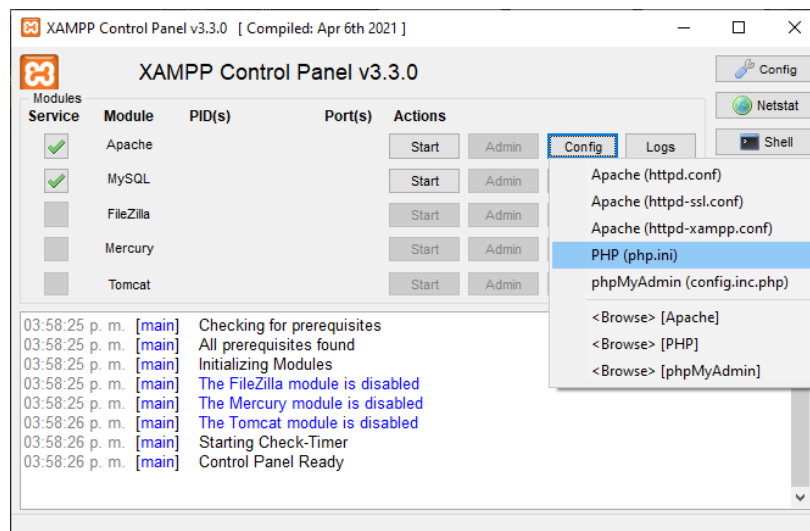 XAMPP Control Panel v3.3.0 [ Compiled: Apr 6th 2021 ]
XAMPP Control Panel v3.3.0
Config
Netstat
Shell
Modules
Service Module PID(s) Port(s) Actions
Apache Start Admin Config Logs
MySQL Start Admin
FileZilla Start Admin
Mercury Start Admin
Tomcat Start Admin
Apache (httpd.conf)
Apache (httpd-ssl.conf)
Apache (httpd-xampp.conf)
PHP (php.ini)
phpMyAdmin (config.inc.php)
<Browse> [Apache]
<Browse> [PHP]
<Browse> [phpMyAdmin]
03:58:25 p. m. [main] Checking for prerequisites
03:58:25 p. m. [main] All prerequisites found
03:58:25 p. m. [main] Initializing Modules
03:58:25 p. m. [main] The FileZilla module is disabled
03:58:25 p. m. [main] The Mercury module is disabled
03:58:26 p. m. [main] The Tomcat module is disabled
03:58:26 p. m. [main] Starting Check-Timer
03:58:26 p. m. [main] Control Panel Ready